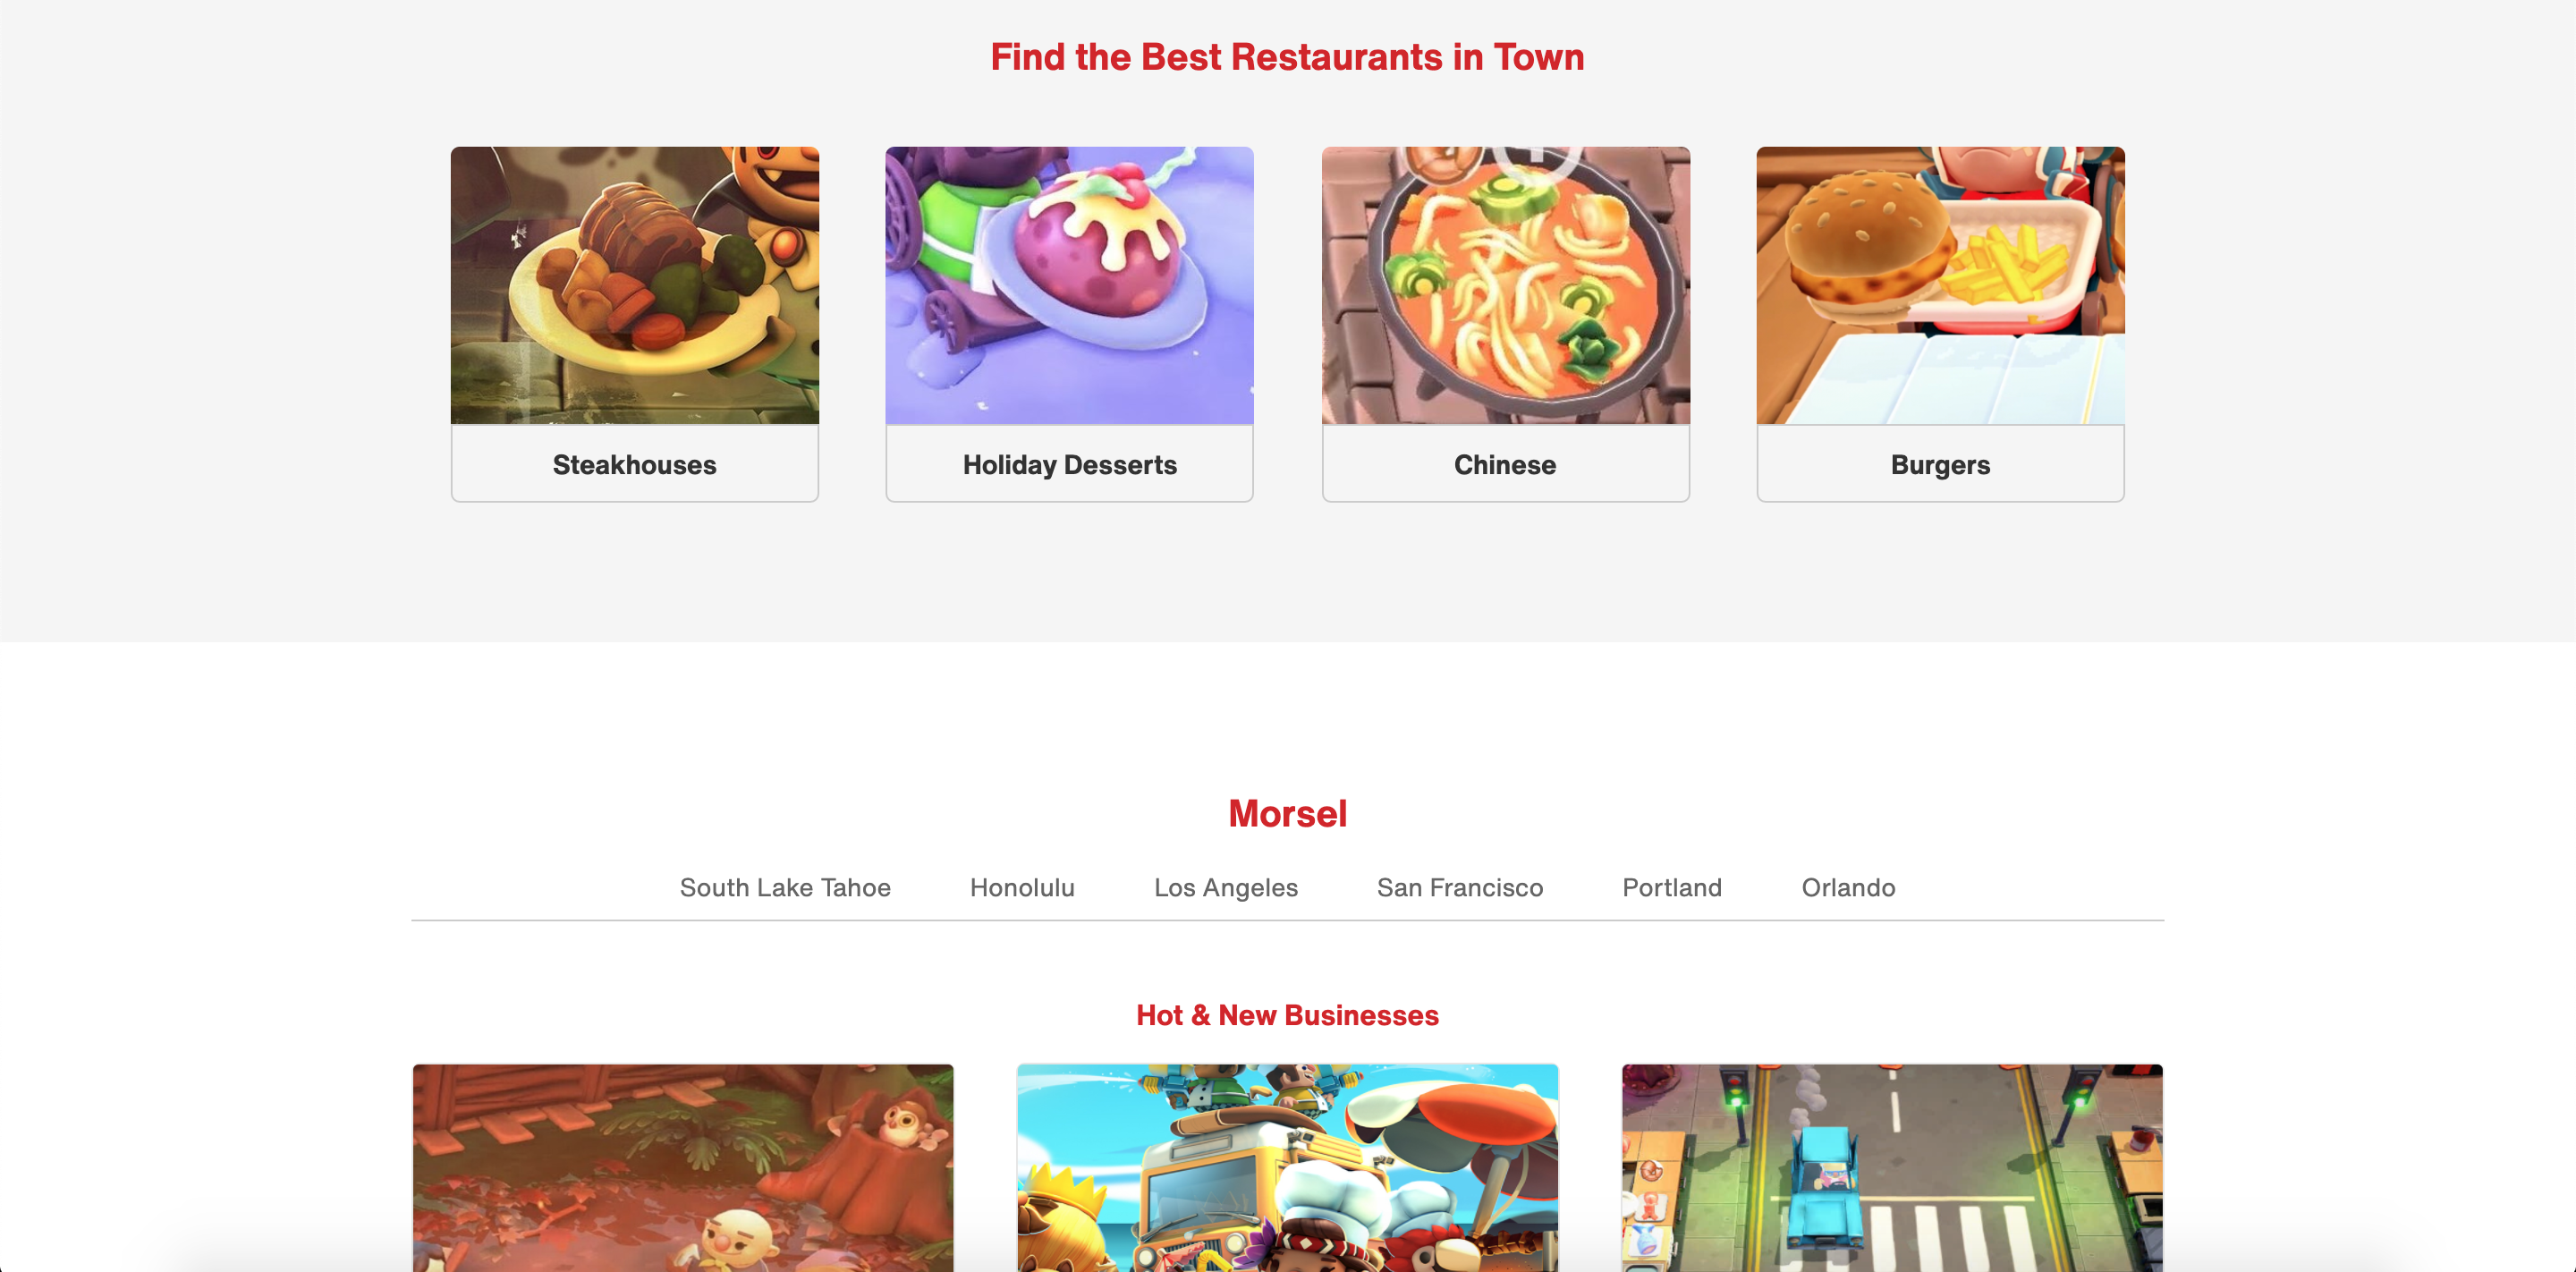 Find the Best Restaurants in Town
Steakhouses
Holiday Desserts
Chinese
Burgers
Morsel
South Lake Tahoe Honolulu Los Angeles San Francisco Portland Orlando
Hot & New Businesses